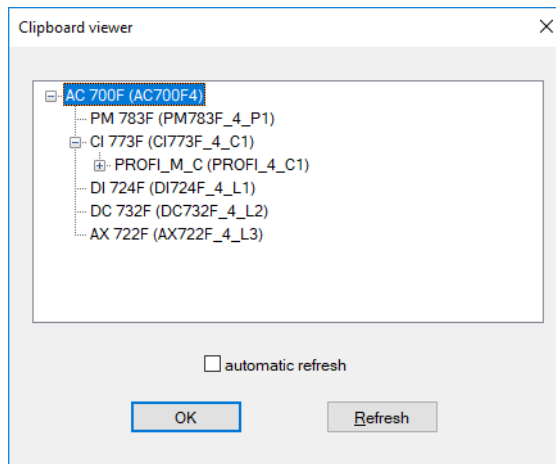 Clipboard viewer
AC 700F (AC700F4)
PM 783F (PM783F_4_P1)
CI 773F (CI773F_4_C1)
PROFI_M_C (PROFI_4_C1)
DI 724F (DI724F_4_L1)
DC 732F (DC732F_4_L2)
AX 722F (AX722F_4_L3)
automatic refresh
OK
Refresh